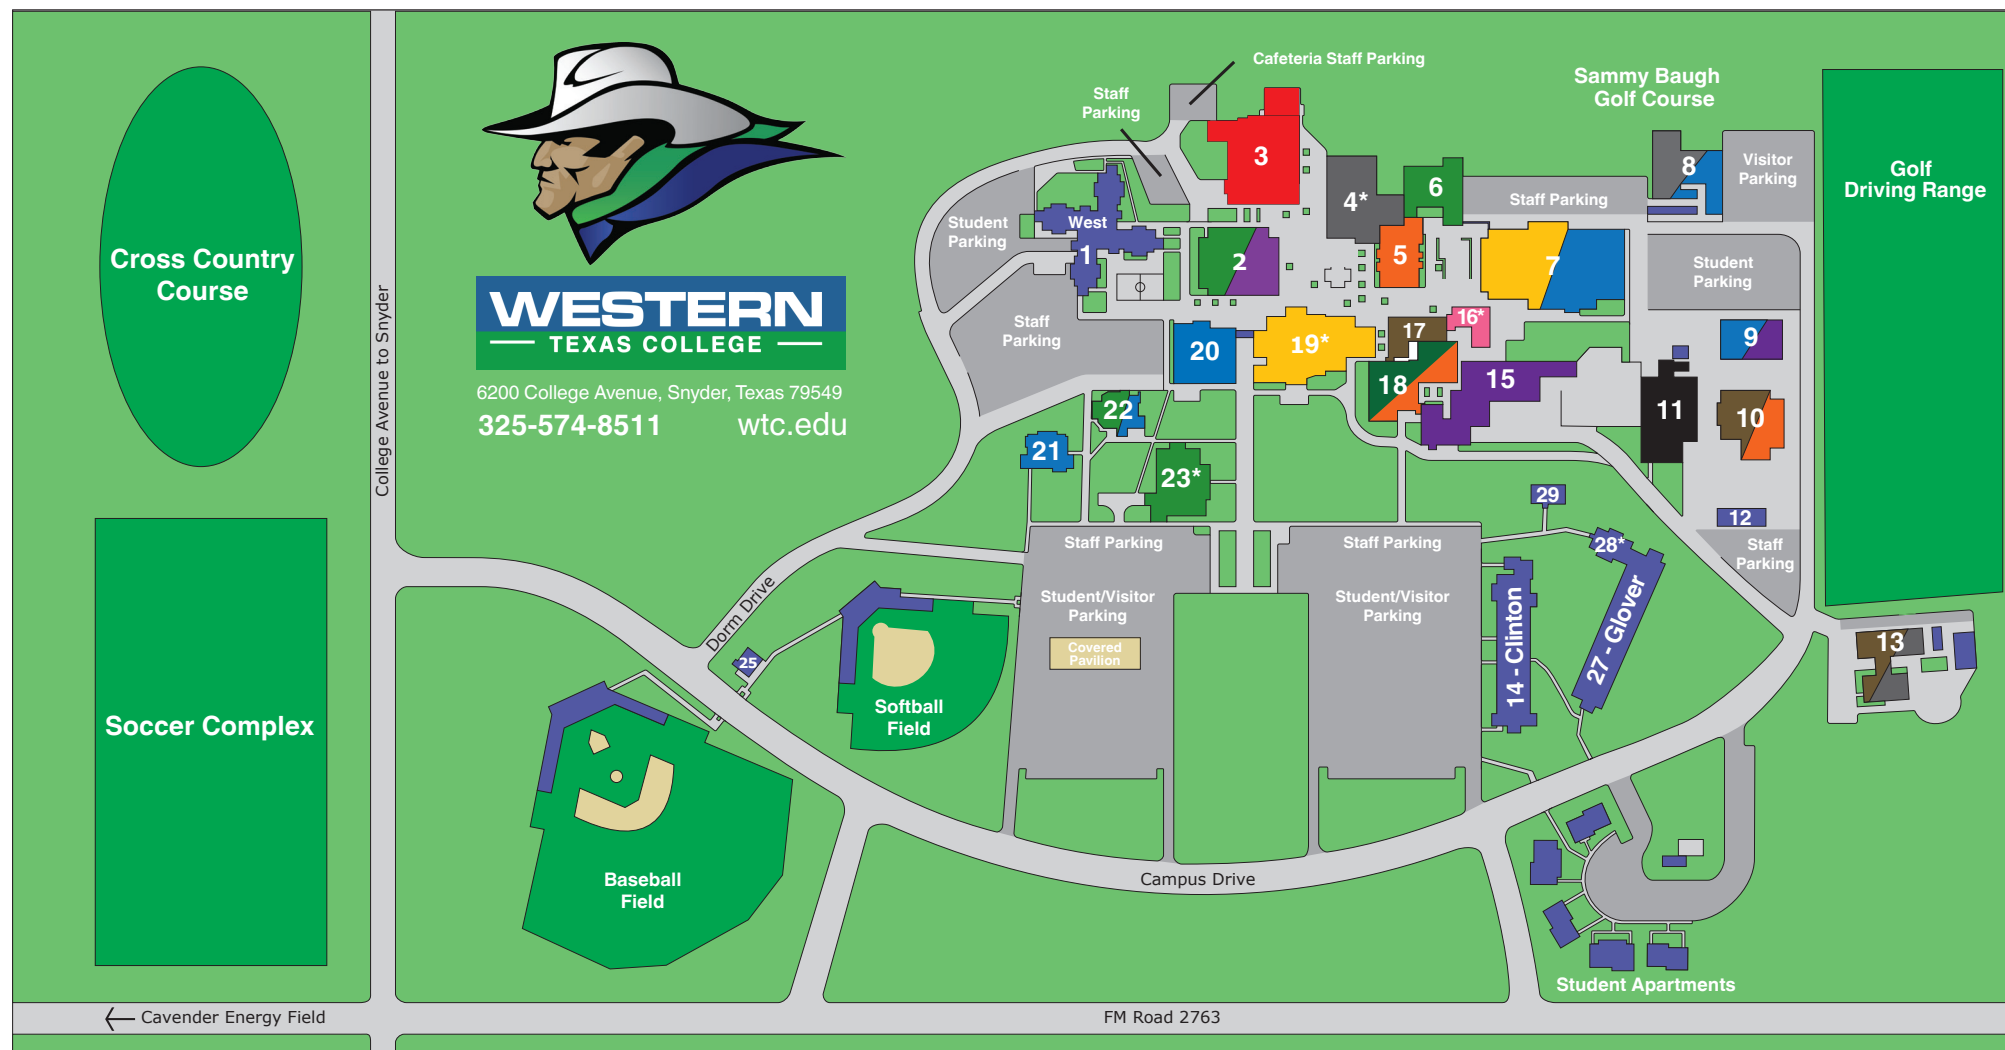 Cafeteria Staff Parking
Staff
Parking
Sammy Baugh
Golf Course
Cross Country
Course
College Avenue to Snyder
Soccer Complex
WESTERN
TEXAS COLLEGE
6200 College Avenue, Snyder, Texas 79549
325-574-8511
wtc.edu
Student
Parking
West
1
Staff
Parking
2
3
4*
5
6
Staff Parking
7
8
Visitor
Parking
Golf
Driving Range
Student
Parking
9
10
11
12
Staff
Parking
13
15
16*
17
18
19*
20
21
22
23*
Staff Parking
Student/Visitor
Parking
Covered
Pavilion
Staff Parking
Student/Visitor
Parking
29
28*
14 - Clinton
27 - Glover
Dorm Drive
25
Softball
Field
Baseball
Field
Campus Drive
Student Apartments
Cavender Energy Field
FM Road 2763